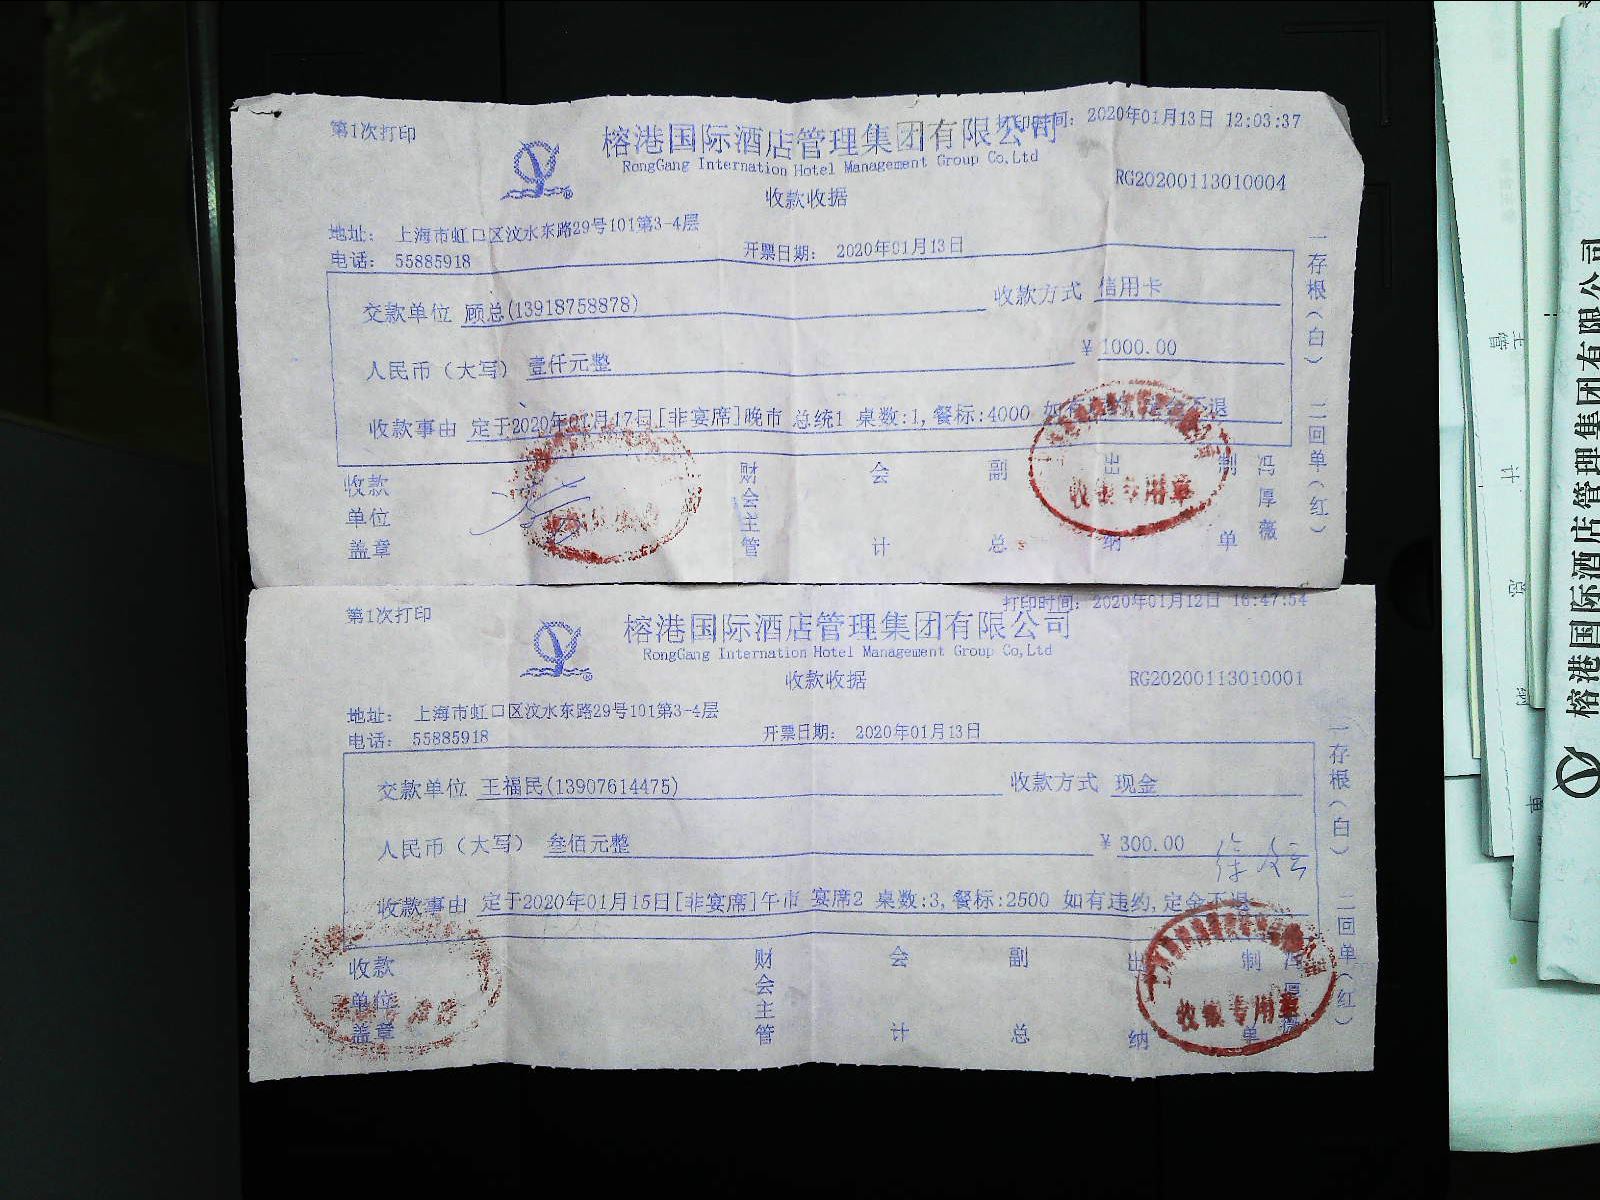 第1次打印
打印时间: 2020年01月13日 12:03:37
榕港国际酒店管理集团有限公司
RongGang International Hotel Management Group Co,Ltd
收款收据
RG20200113010004
地址: 上海市虹口区汶水东路29号101第3-4层
电话: 55885918
开票日期: 2020年01月13日
交款单位 顾总(13918758878)
收款方式 信用卡
人民币（大写） 壹仟元整
¥ 1000.00
收款事由 定于2020年01月17日[非宴席]晚市 总统1 桌数:1,餐标:4000 如有违约,定金不退
收款单位盖章
财会主管
会计
副总
出纳
制单
冯厚薇
收银专用章
一存根（白） 二回单（红）
第1次打印
打印时间: 2020年01月12日 16:47:54
榕港国际酒店管理集团有限公司
RongGang International Hotel Management Group Co,Ltd
收款收据
RG20200113010001
地址: 上海市虹口区汶水东路29号101第3-4层
电话: 55885918
开票日期: 2020年01月13日
交款单位 王福民(13907614475)
收款方式 现金
人民币（大写） 叁佰元整
¥ 300.00
收款事由 定于2020年01月15日[非宴席]午市 宴席2 桌数:3,餐标:2500 如有违约,定金不退
收款单位盖章
财会主管
会计
副总
出纳
制单
冯厚薇
收银专用章
一存根（白） 二回单（红）
榕港国际酒店管理集团有限公司
主管
计
总
纳
单